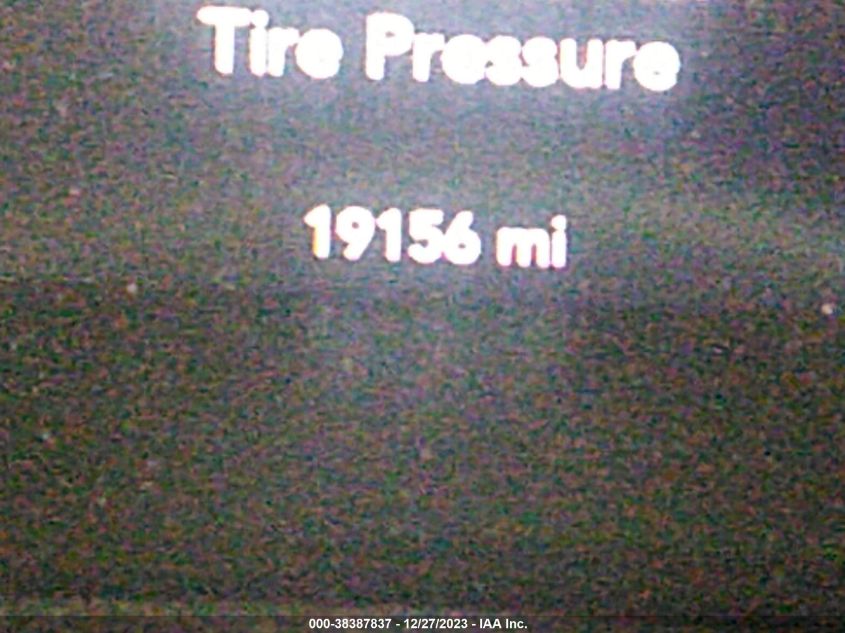 Tire Pressure
19156 mi
000-38387837 - 12/27/2023 - IAA Inc.